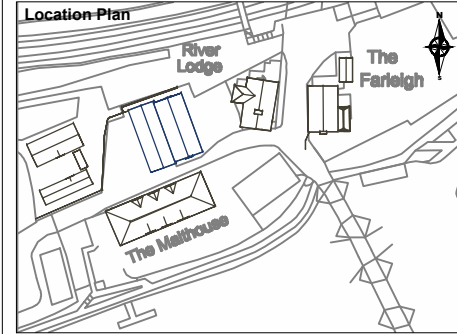 Location Plan
N
River
Lodge
The
Farleigh
S
The Malthouse